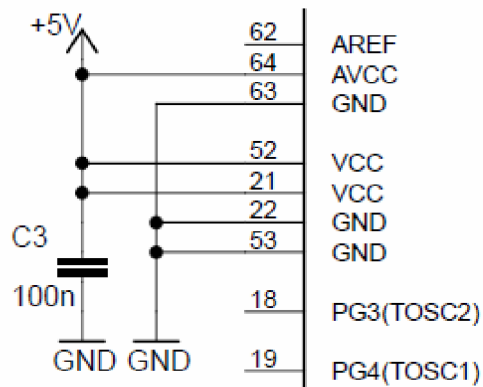 +5V
62 AREF
64 AVCC
63 GND
52 VCC
21 VCC
22 GND
53 GND
C3
100n
18 PG3(TOSC2)
GND GND
19 PG4(TOSC1)